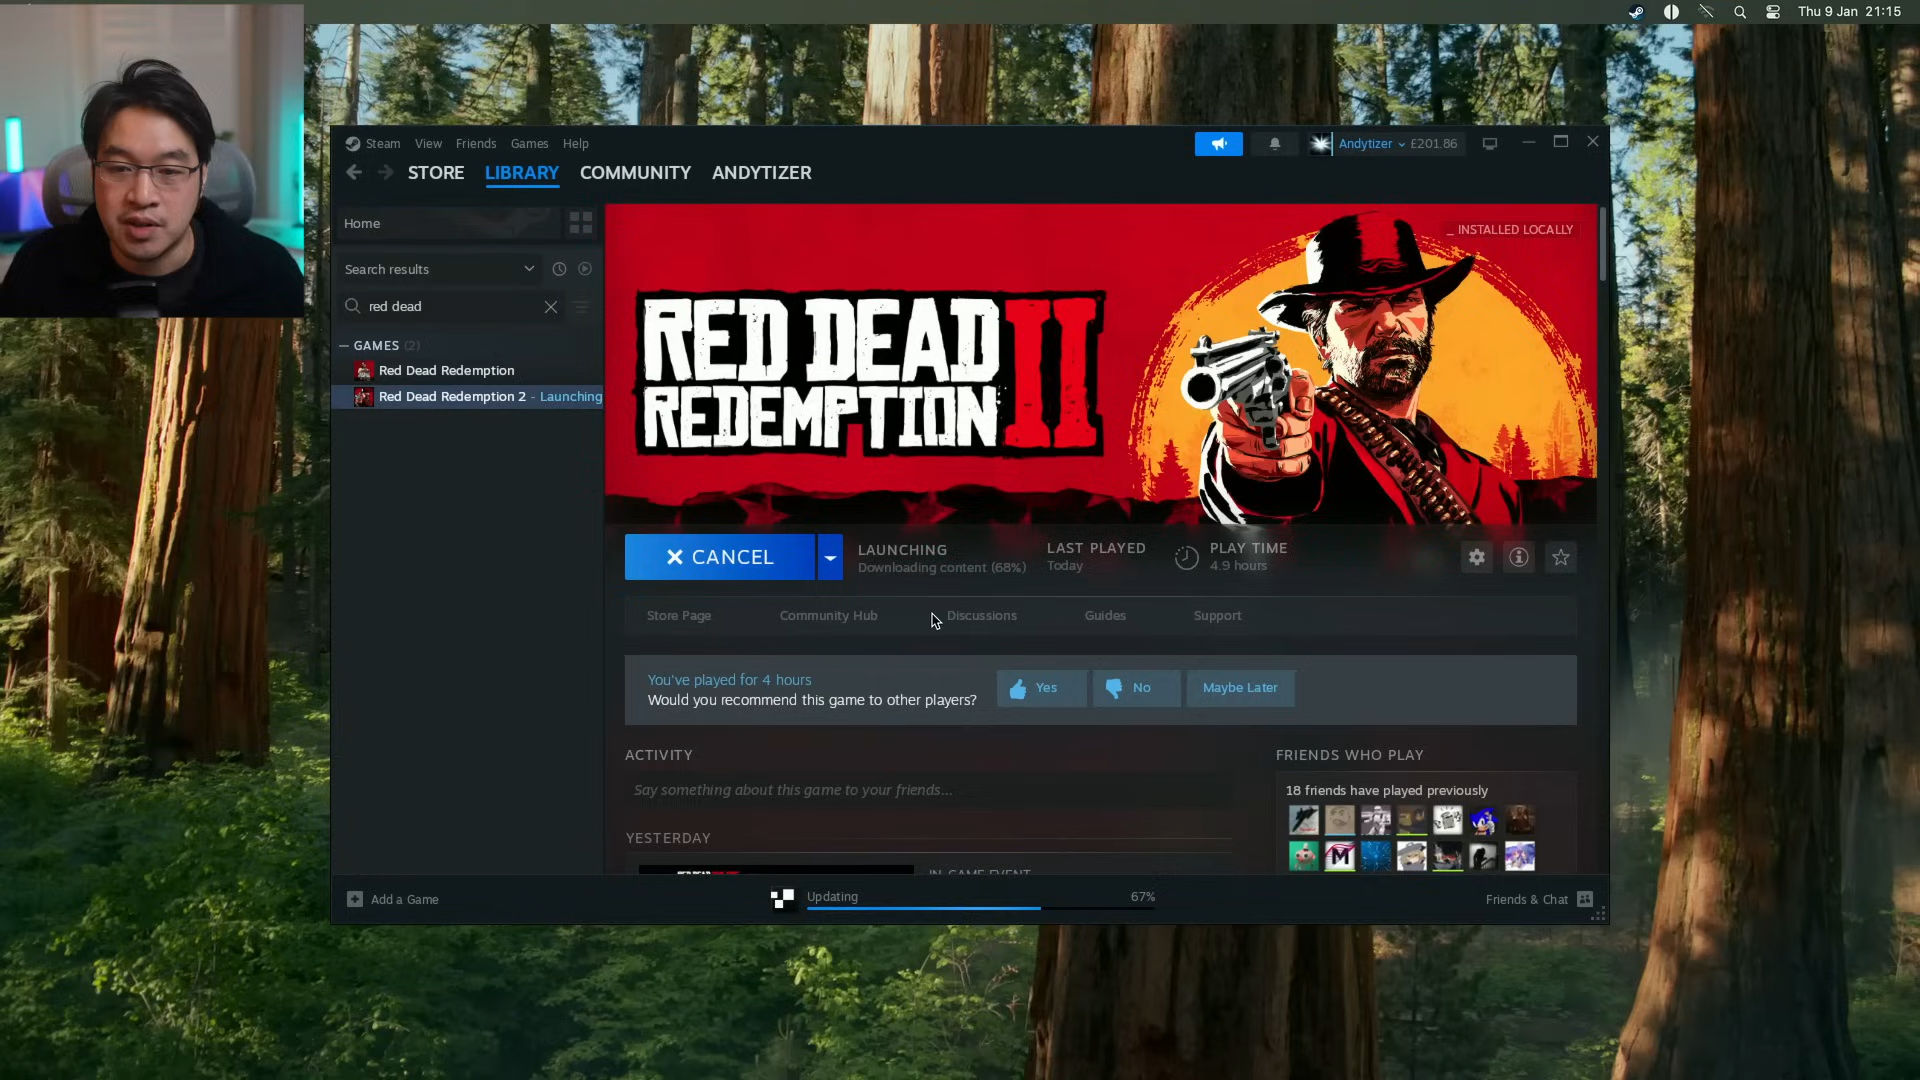 Thu 9 Jan 21:15
Steam View Friends Games Help
Andytizer £201.86
STORE LIBRARY COMMUNITY ANDYTIZER
Home
_ INSTALLED LOCALLY
Search results
red dead
GAMES (2)
Red Dead Redemption
Red Dead Redemption 2 - Launching
RED DEAD
REDEMPTION II
CANCEL
LAUNCHING
Downloading content (68%)
LAST PLAYED
Today
PLAY TIME
4.9 hours
Store Page Community Hub Discussions Guides Support
You've played for 4 hours
Would you recommend this game to other players?
Yes No Maybe Later
ACTIVITY
FRIENDS WHO PLAY
Say something about this game to your friends...
18 friends have played previously
YESTERDAY
IN-GAME EVENT
Add a Game
Updating 67%
Friends & Chat